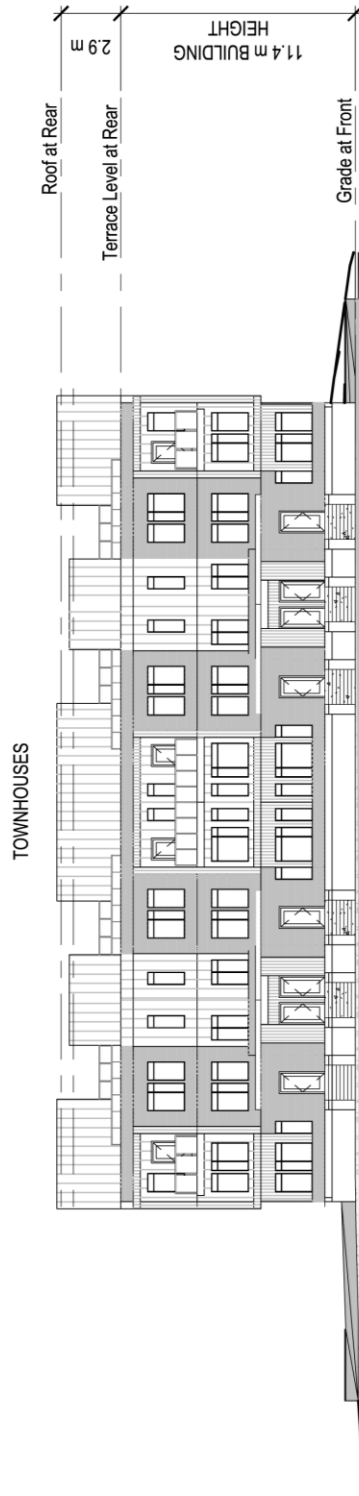 TOWNHOUSES
Roof at Rear
2.9 m
Terrace Level at Rear
11.4 m BUILDING
HEIGHT
Grade at Front